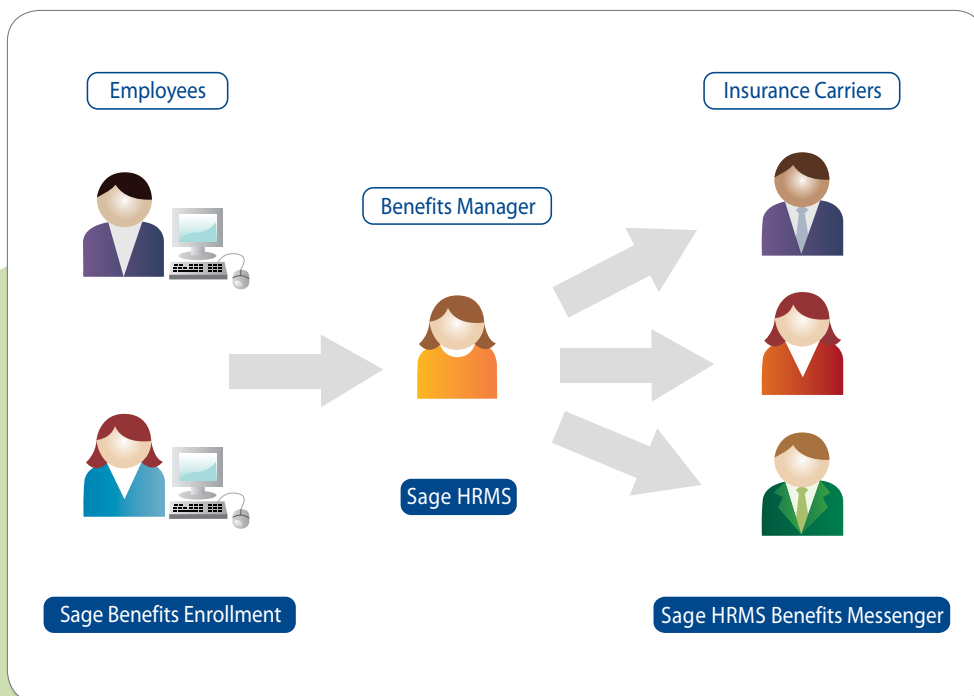 Employees
Insurance Carriers
Benefits Manager
Sage HRMS
Sage Benefits Enrollment
Sage HRMS Benefits Messenger